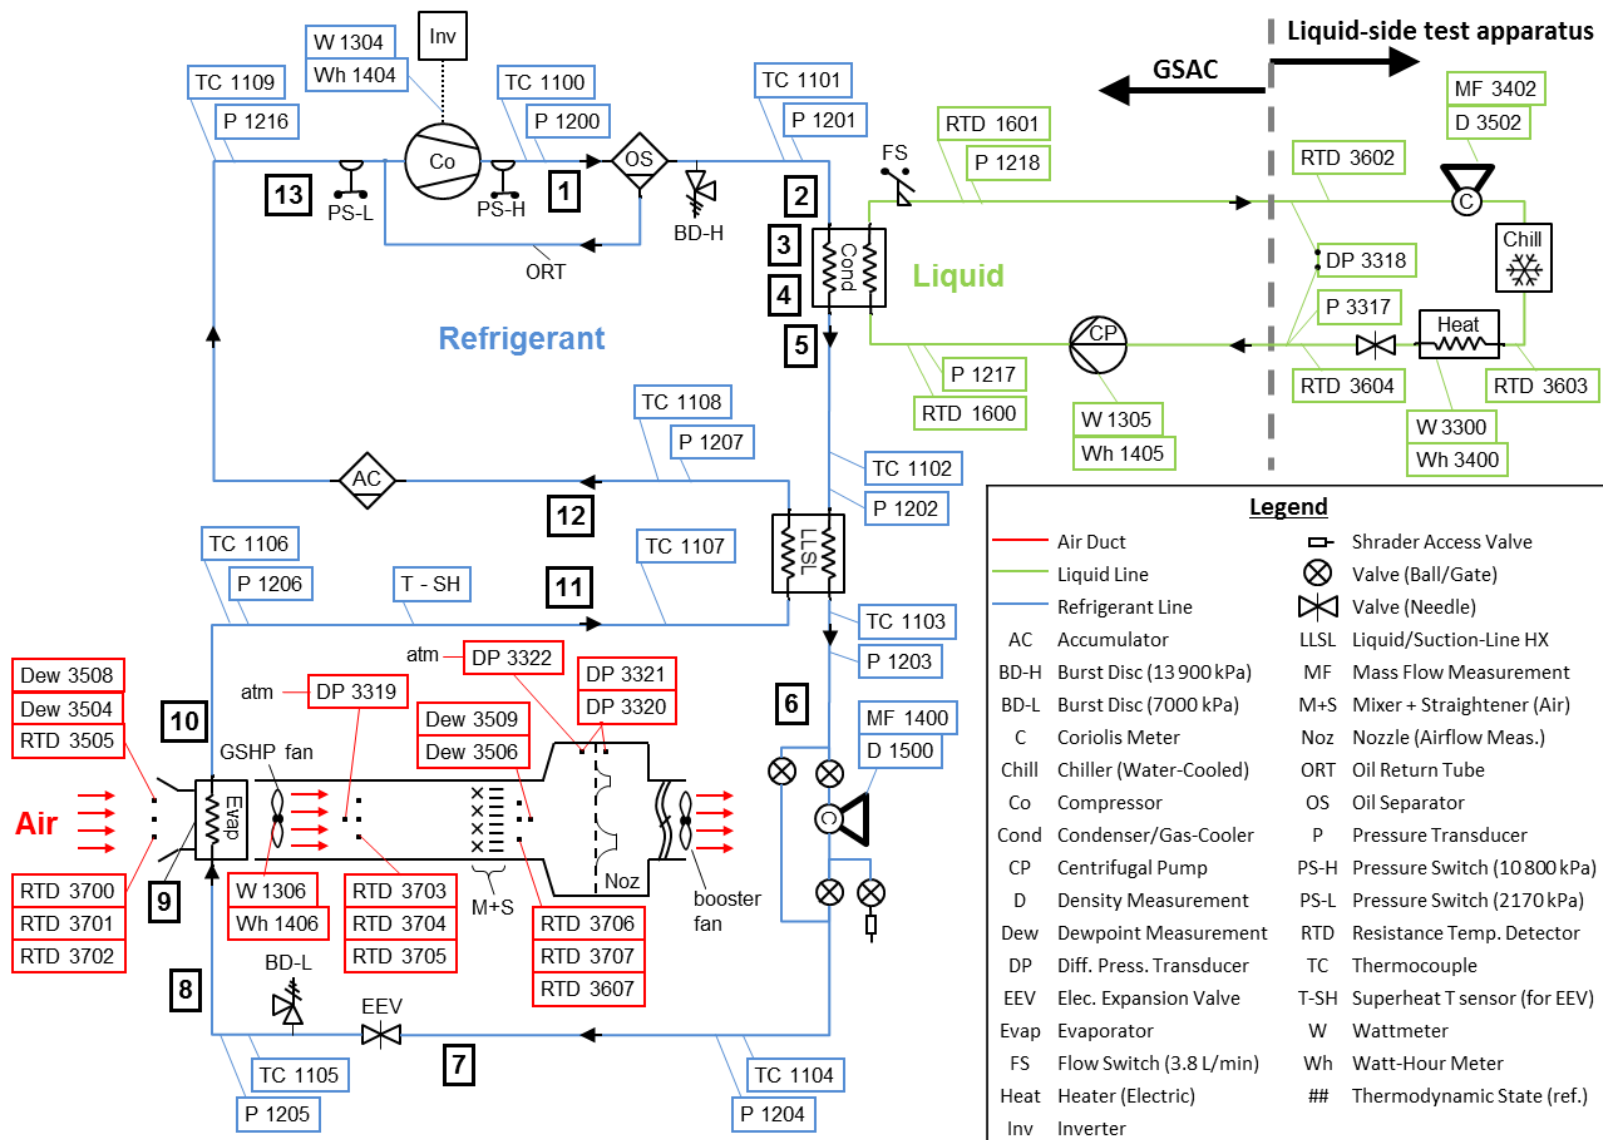 Inv
W 1304
Wh 1404
TC 1109
P 1216
TC 1100
P 1200
TC 1101
P 1201
Liquid-side test apparatus
GSAC
MF 3402
D 3502
RTD 1601
P 1218
RTD 3602
FS
Co
OS
C
13
PS-L
PS-H
1
BD-H
2
ORT
3
4
Cond
5
Liquid
Refrigerant
Chill
DP 3318
P 3317
Heat
CP
P 1217
RTD 1600
W 1305
Wh 1405
RTD 3604
RTD 3603
W 3300
Wh 3400
TC 1108
P 1207
AC
12
TC 1102
P 1202
LLSL
TC 1106
P 1206
T - SH
11
TC 1107
TC 1103
P 1203
6
atm
DP 3322
DP 3321
DP 3320
atm
DP 3319
Dew 3508
Dew 3504
RTD 3505
10
GSHP fan
Dew 3509
Dew 3506
MF 1400
D 1500
Air
Evap
C
9
RTD 3700
RTD 3701
RTD 3702
W 1306
Wh 1406
RTD 3703
RTD 3704
RTD 3705
M+S
Noz
RTD 3706
RTD 3707
RTD 3607
booster
fan
8
BD-L
EEV
7
TC 1105
P 1205
TC 1104
P 1204
Legend
Air Duct
Liquid Line
Refrigerant Line
AC Accumulator
BD-H Burst Disc (13 900 kPa)
BD-L Burst Disc (7000 kPa)
C Coriolis Meter
Chill Chiller (Water-Cooled)
Co Compressor
Cond Condenser/Gas-Cooler
CP Centrifugal Pump
D Density Measurement
Dew Dewpoint Measurement
DP Diff. Press. Transducer
EEV Elec. Expansion Valve
Evap Evaporator
FS Flow Switch (3.8 L/min)
Heat Heater (Electric)
Inv Inverter
Shrader Access Valve
Valve (Ball/Gate)
Valve (Needle)
LLSL Liquid/Suction-Line HX
MF Mass Flow Measurement
M+S Mixer + Straightener (Air)
Noz Nozzle (Airflow Meas.)
ORT Oil Return Tube
OS Oil Separator
P Pressure Transducer
PS-H Pressure Switch (10 800 kPa)
PS-L Pressure Switch (2170 kPa)
RTD Resistance Temp. Detector
TC Thermocouple
T-SH Superheat T sensor (for EEV)
W Wattmeter
Wh Watt-Hour Meter
## Thermodynamic State (ref.)